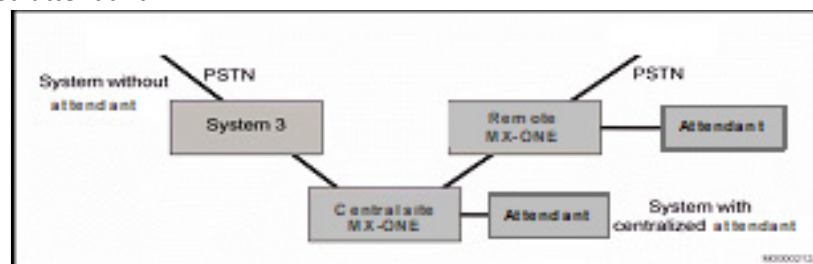 System without
attendant
PSTN
PSTN
System 3
Remote
MX-ONE
Attendant
Central site
MX-ONE
Attendant
System with
centralized attendant